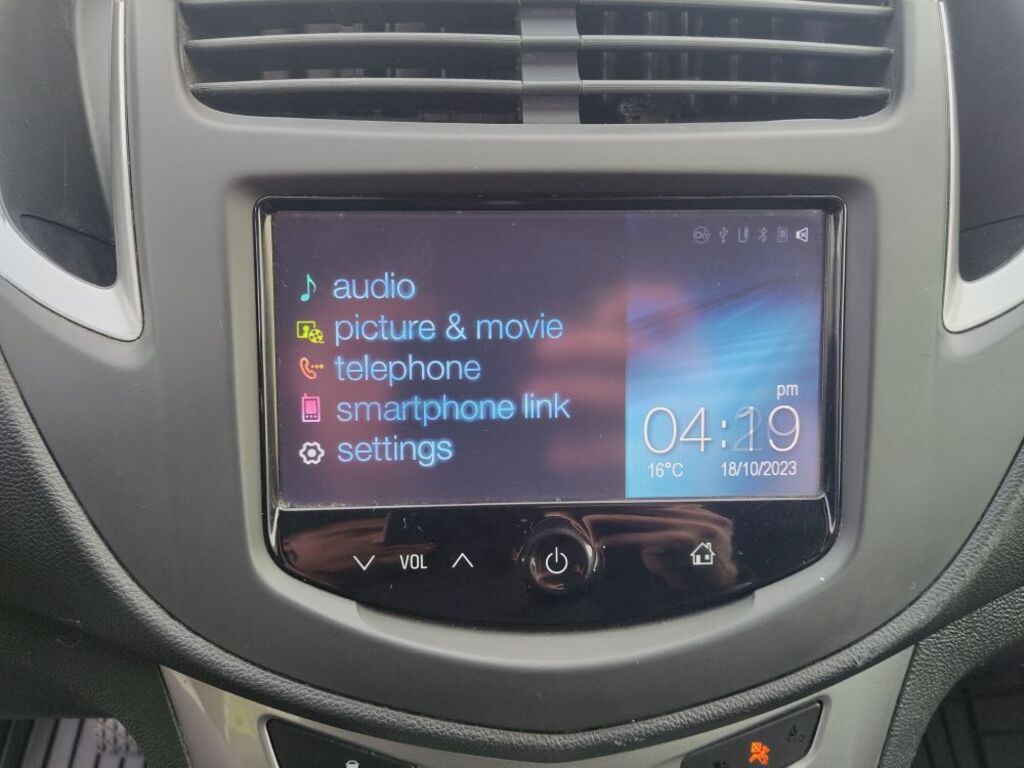 audio
picture & movie
telephone
smartphone link
settings
pm
04:19
16°C 18/10/2023
VOL